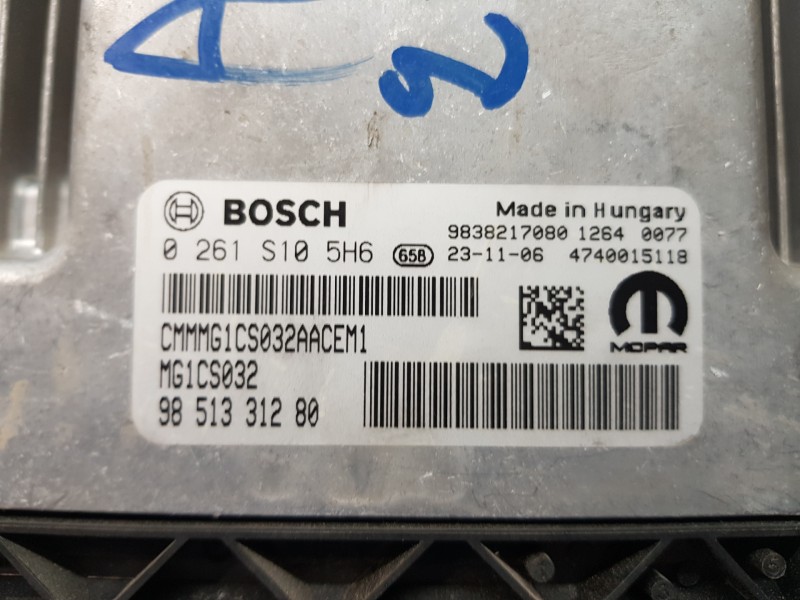 A
2
BOSCH
Made in Hungary
0 261 S10 5H6
9838217080 1264 0077
658 23-11-06 4740015118
CMMMG1CS032AACEM1
MOPAR
MG1CS032
98 513 312 80